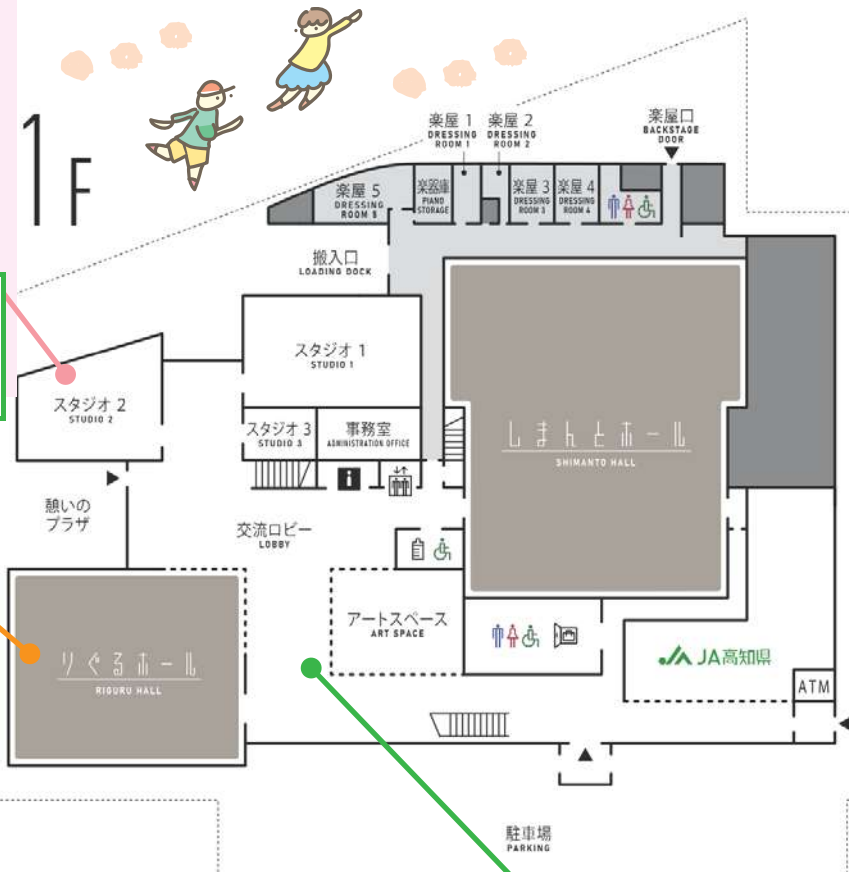 1F
楽屋 1
DRESSING
ROOM 1
楽屋 2
DRESSING
ROOM 2
楽屋口
BACKSTAGE
DOOR
楽屋 5
DRESSING
ROOM 5
楽器庫
PIANO
STORAGE
楽屋 3
DRESSING
ROOM 3
楽屋 4
DRESSING
ROOM 4
搬入口
LOADING DOCK
スタジオ 1
STUDIO 1
スタジオ 2
STUDIO 2
スタジオ 3
STUDIO 3
事務室
ADMINISTRATION OFFICE
しまんとホール
SHIMANTO HALL
憩いの
プラザ
交流ロビー
LOBBY
アートスペース
ART SPACE
りぐるホール
RIGURU HALL
JA高知県
ATM
駐車場
PARKING